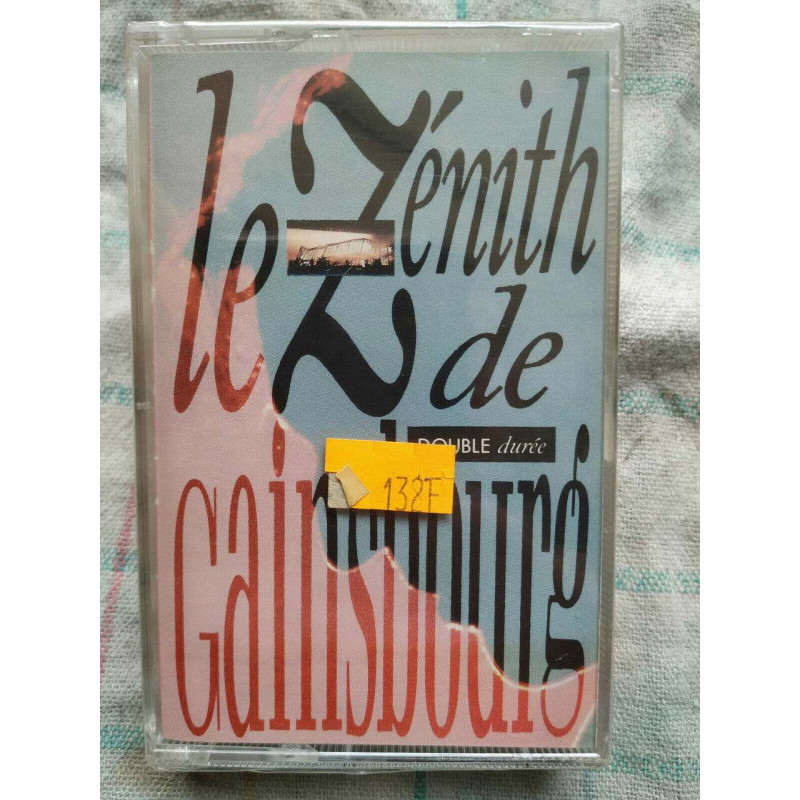 le Zénith
de
DOUBLE durée
138F
Gainsbourg